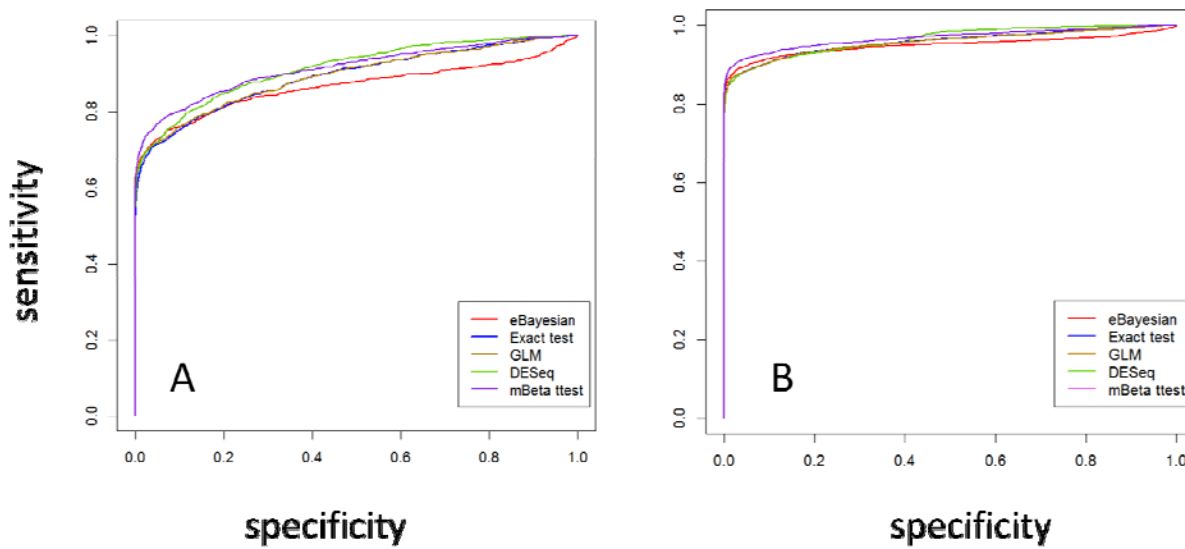 sensitivity
1.0
0.8
0.6
0.4
0.2
0.0
A
eBayesian
Exact test
GLM
DESeq
mBeta ttest
0.0 0.2 0.4 0.6 0.8 1.0
specificity
1.0
0.8
0.6
0.4
0.2
0.0
B
eBayesian
Exact test
GLM
DESeq
mBeta ttest
0.0 0.2 0.4 0.6 0.8 1.0
specificity